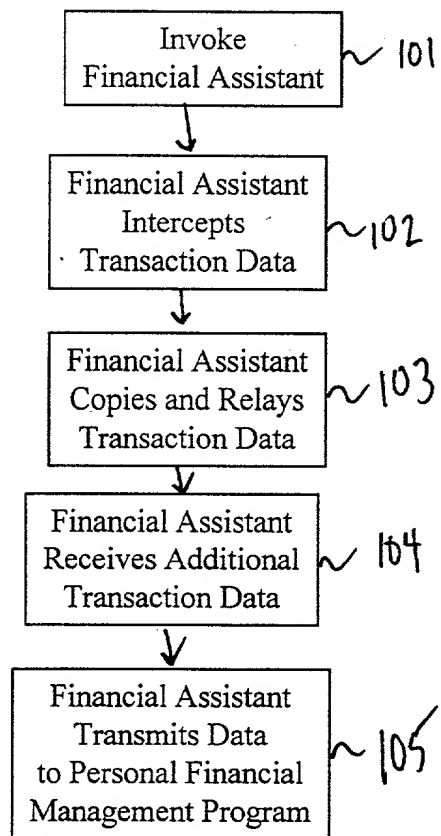 Invoke
Financial Assistant
101
Financial Assistant
Intercepts
Transaction Data
102
Financial Assistant
Copies and Relays
Transaction Data
103
Financial Assistant
Receives Additional
Transaction Data
104
Financial Assistant
Transmits Data
to Personal Financial
Management Program
105